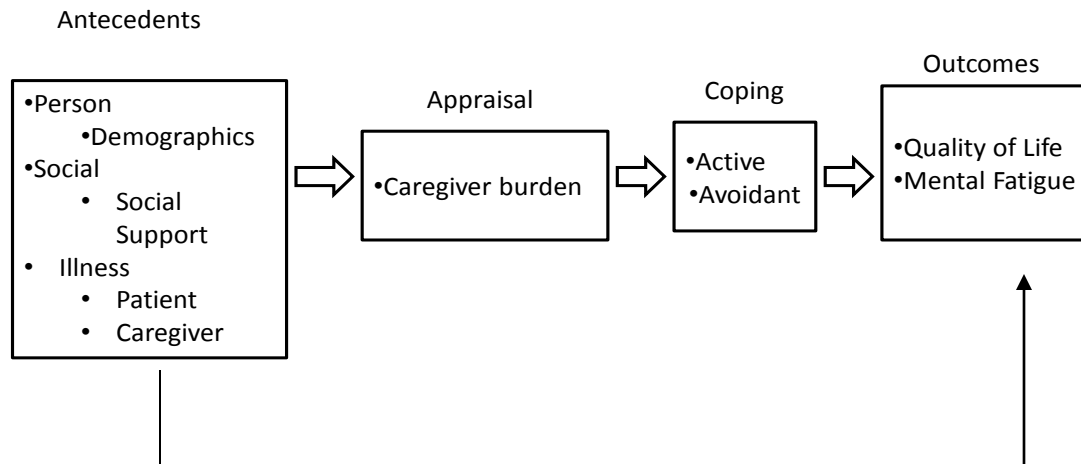 Antecedents
•Person
•Demographics
•Social
• Social
Support
• Illness
• Patient
• Caregiver
Appraisal
•Caregiver burden
Coping
•Active
•Avoidant
Outcomes
•Quality of Life
•Mental Fatigue